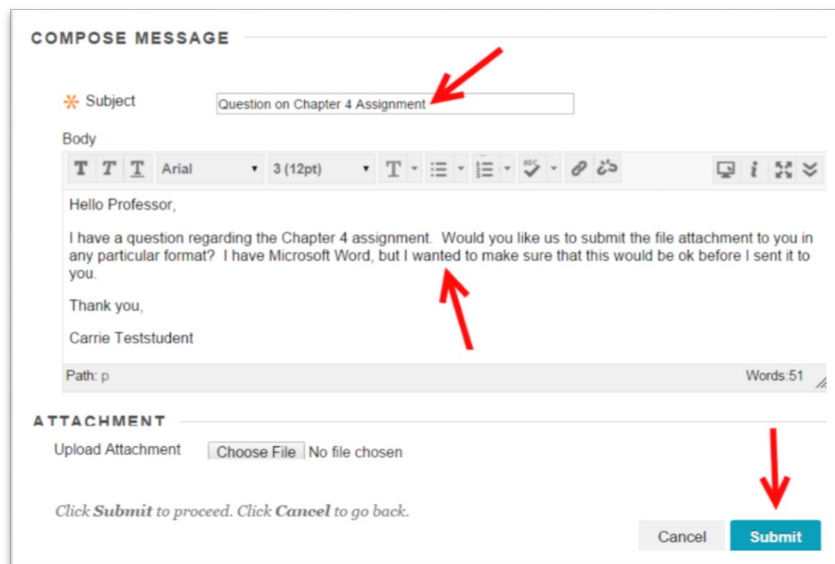 COMPOSE MESSAGE
Subject
Question on Chapter 4 Assignment
Body
T T T Arial 3 (12pt) T ABC
Hello Professor,
I have a question regarding the Chapter 4 assignment. Would you like us to submit the file attachment to you in
any particular format? I have Microsoft Word, but I wanted to make sure that this would be ok before I sent it to
you.
Thank you,
Carrie Teststudent
Path: p Words:51
ATTACHMENT
Upload Attachment Choose File No file chosen
Click Submit to proceed. Click Cancel to go back.
Cancel Submit